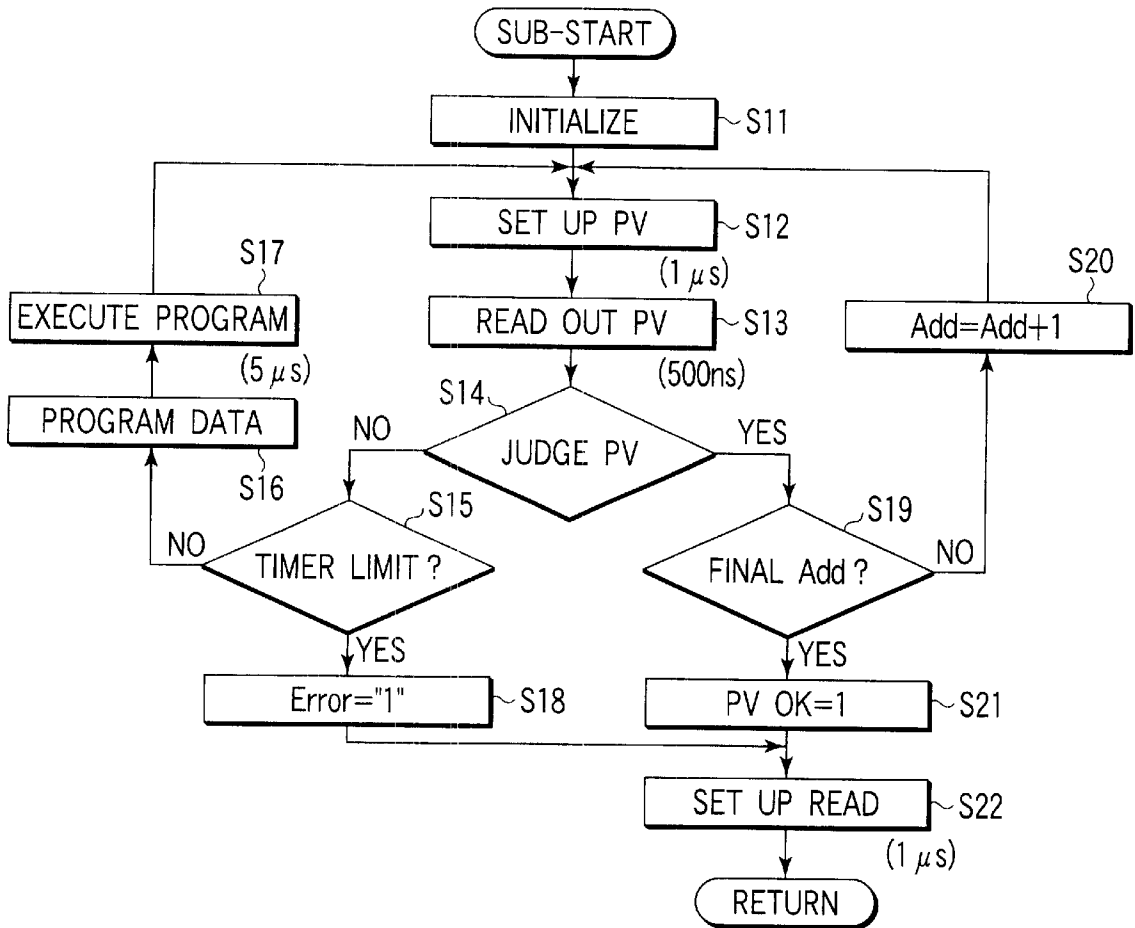 SUB-START
INITIALIZE
S11
SET UP PV
S12
(1 μs)
S17
EXECUTE PROGRAM
(5 μs)
READ OUT PV
S13
(500ns)
S20
Add=Add+1
PROGRAM DATA
S16
S14
NO
JUDGE PV
YES
S15
NO
TIMER LIMIT ?
YES
S19
FINAL Add ?
NO
YES
Error="1"
S18
PV OK=1
S21
SET UP READ
S22
(1 μs)
RETURN